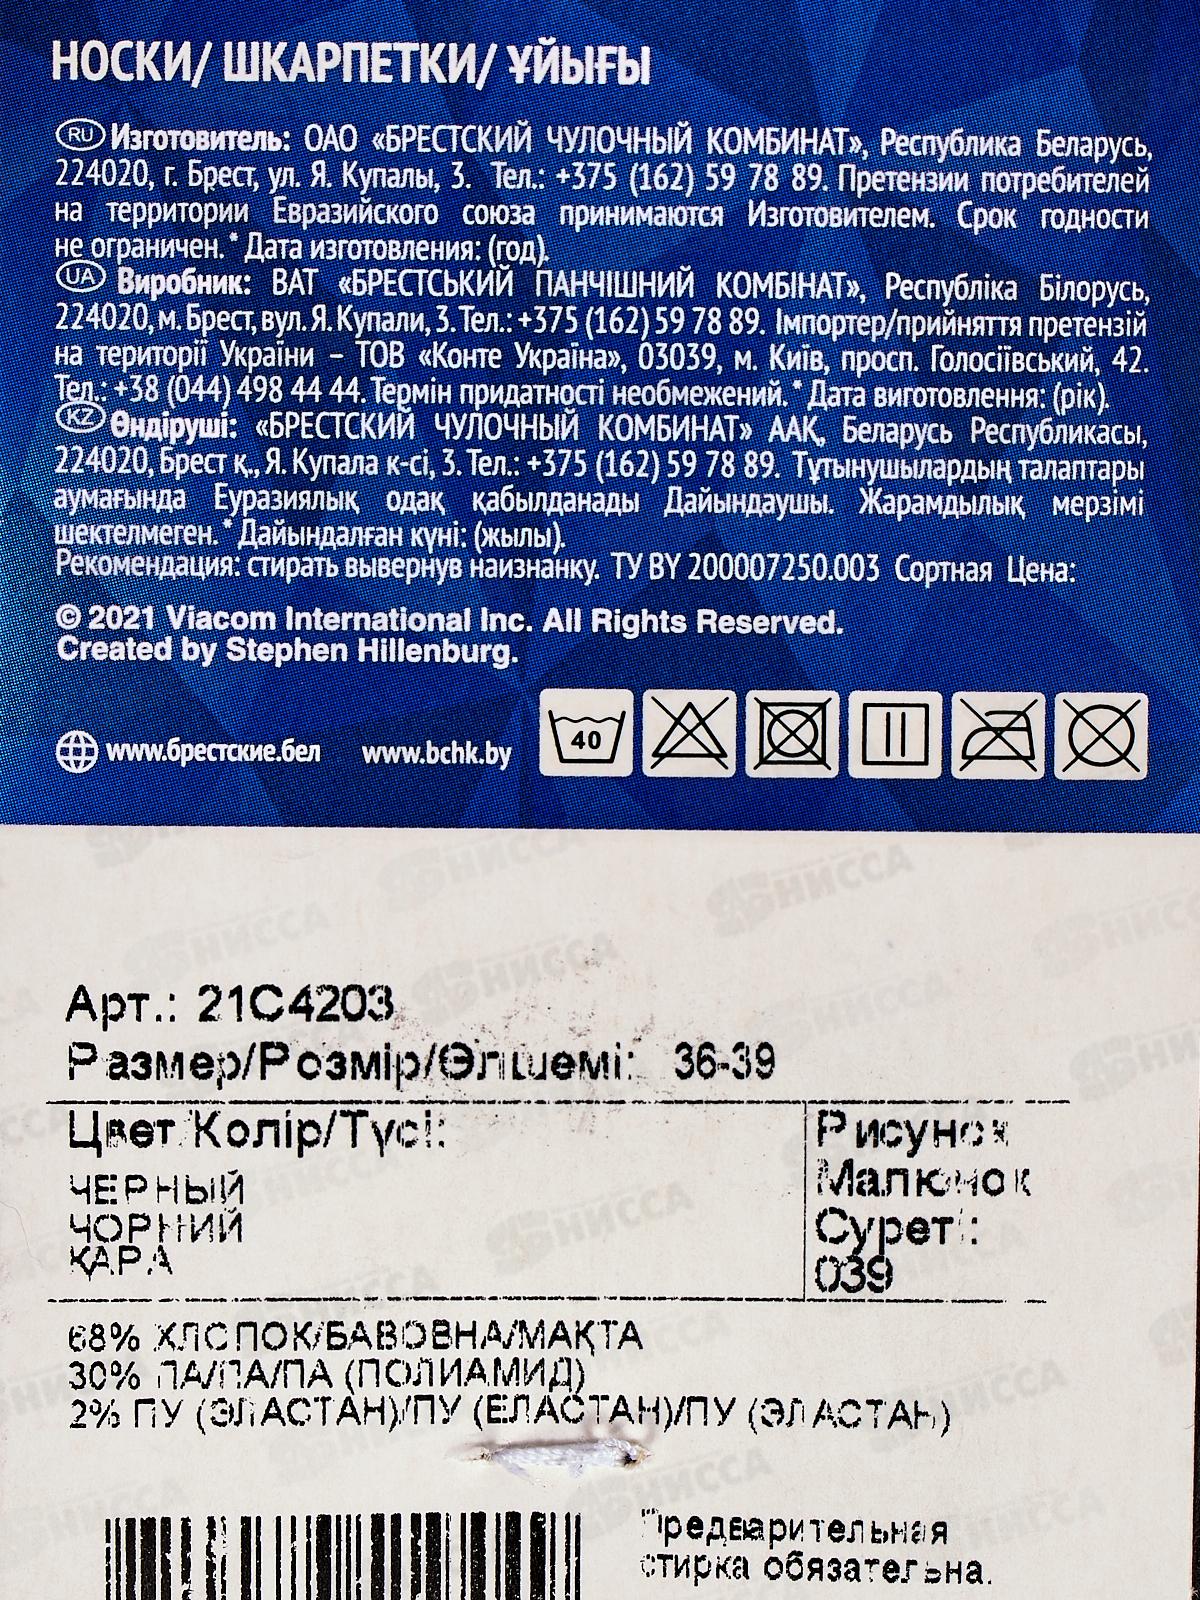 НОСКИ/ ШКАРПЕТКИ/ ҰЙЫҒЫ
RU Изготовитель: ОАО «БРЕСТСКИЙ ЧУЛОЧНЫЙ КОМБИНАТ», Республика Беларусь,
224020, г. Брест, ул. Я. Купалы, 3. Тел.: +375 (162) 59 78 89. Претензии потребителей
на территории Евразийского союза принимаются Изготовителем. Срок годности
не ограничен.* Дата изготовления: (год).
UA Виробник: ВАТ «БРЕСТСЬКИЙ ПАНЧІШНИЙ КОМБІНАТ», Республіка Білорусь,
224020, м. Брест, вул. Я. Купали, 3. Тел.: +375 (162) 59 78 89. Імпортер/прийняття претензій
на території України – ТОВ «Конте Україна», 03039, м. Київ, просп. Голосіївський, 42.
Тел.: +38 (044) 498 44 44. Термін придатності необмежений.* Дата виготовлення: (рік).
KZ Өндіруші: «БРЕСТСКИЙ ЧУЛОЧНЫЙ КОМБИНАТ» ААҚ, Беларусь Республикасы,
224020, Брест қ., Я. Купала к-сі, 3. Тел.: +375 (162) 59 78 89. Тұтынушылардың талаптары
аумағында Еуразиялық одақ қабылданады Дайындаушы. Жарамдылық мерзімі
шектелмеген.* Дайындалған күні: (жылы).
Рекомендация: стирать вывернув наизнанку. ТУ BY 200007250.003 Сортная Цена:
© 2021 Viacom International Inc. All Rights Reserved.
Created by Stephen Hillenburg.
www.брестские.бел www.bchk.by
40
Арт.: 21С4203
Размер/Розмір/Өлшемі: 36-39
Цвет Колір/Түсі:
ЧЕРНЫЙ
ЧОРНИЙ
ҚАРА
Рисунок
Малюнок
Сурет:
039
68% ХЛОПОК/БАВОВНА/МАҚТА
30% ПА/ПА/ПА (ПОЛИАМИД)
2% ПУ (ЭЛАСТАН)/ПУ (ЕЛАСТАН)/ПУ (ЭЛАСТАН)
Предварительная
стирка обязательна.
НИССА